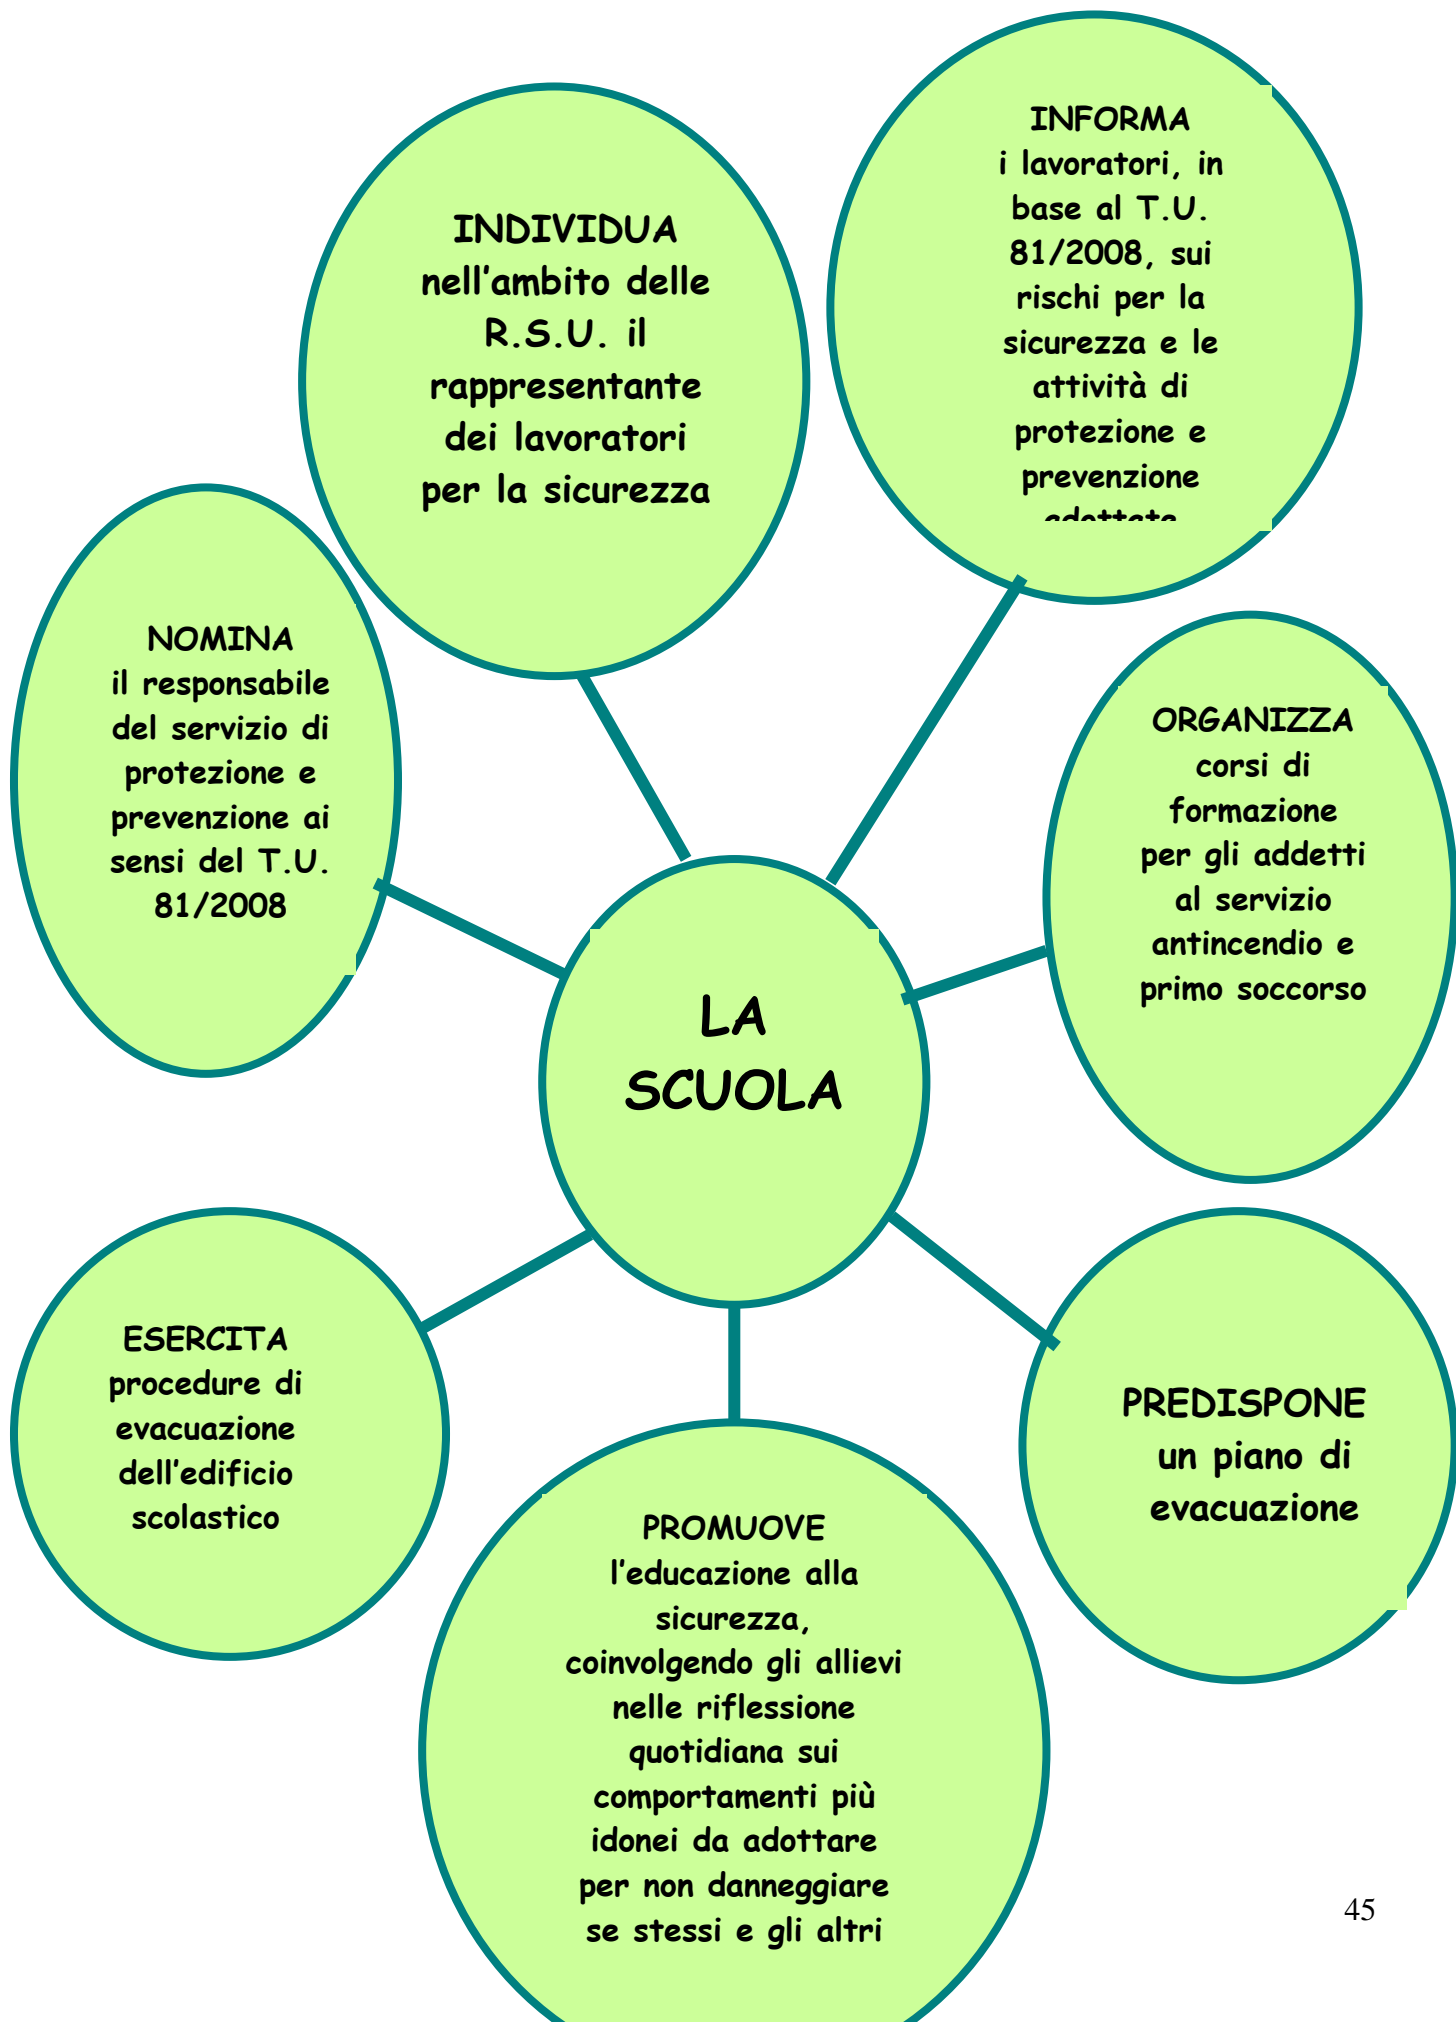 INFORMA
i lavoratori, in
base al T.U.
81/2008, sui
rischi per la
sicurezza e le
attività di
protezione e
prevenzione
adottate
INDIVIDUA
nell'ambito delle
R.S.U. il
rappresentante
dei lavoratori
per la sicurezza
NOMINA
il responsabile
del servizio di
protezione e
prevenzione ai
sensi del T.U.
81/2008
ORGANIZZA
corsi di
formazione
per gli addetti
al servizio
antincendio e
primo soccorso
LA
SCUOLA
ESERCITA
procedure di
evacuazione
dell'edificio
scolastico
PREDISPONE
un piano di
evacuazione
PROMUOVE
l'educazione alla
sicurezza,
coinvolgendo gli allievi
nelle riflessione
quotidiana sui
comportamenti più
idonei da adottare
per non danneggiare
se stessi e gli altri
45